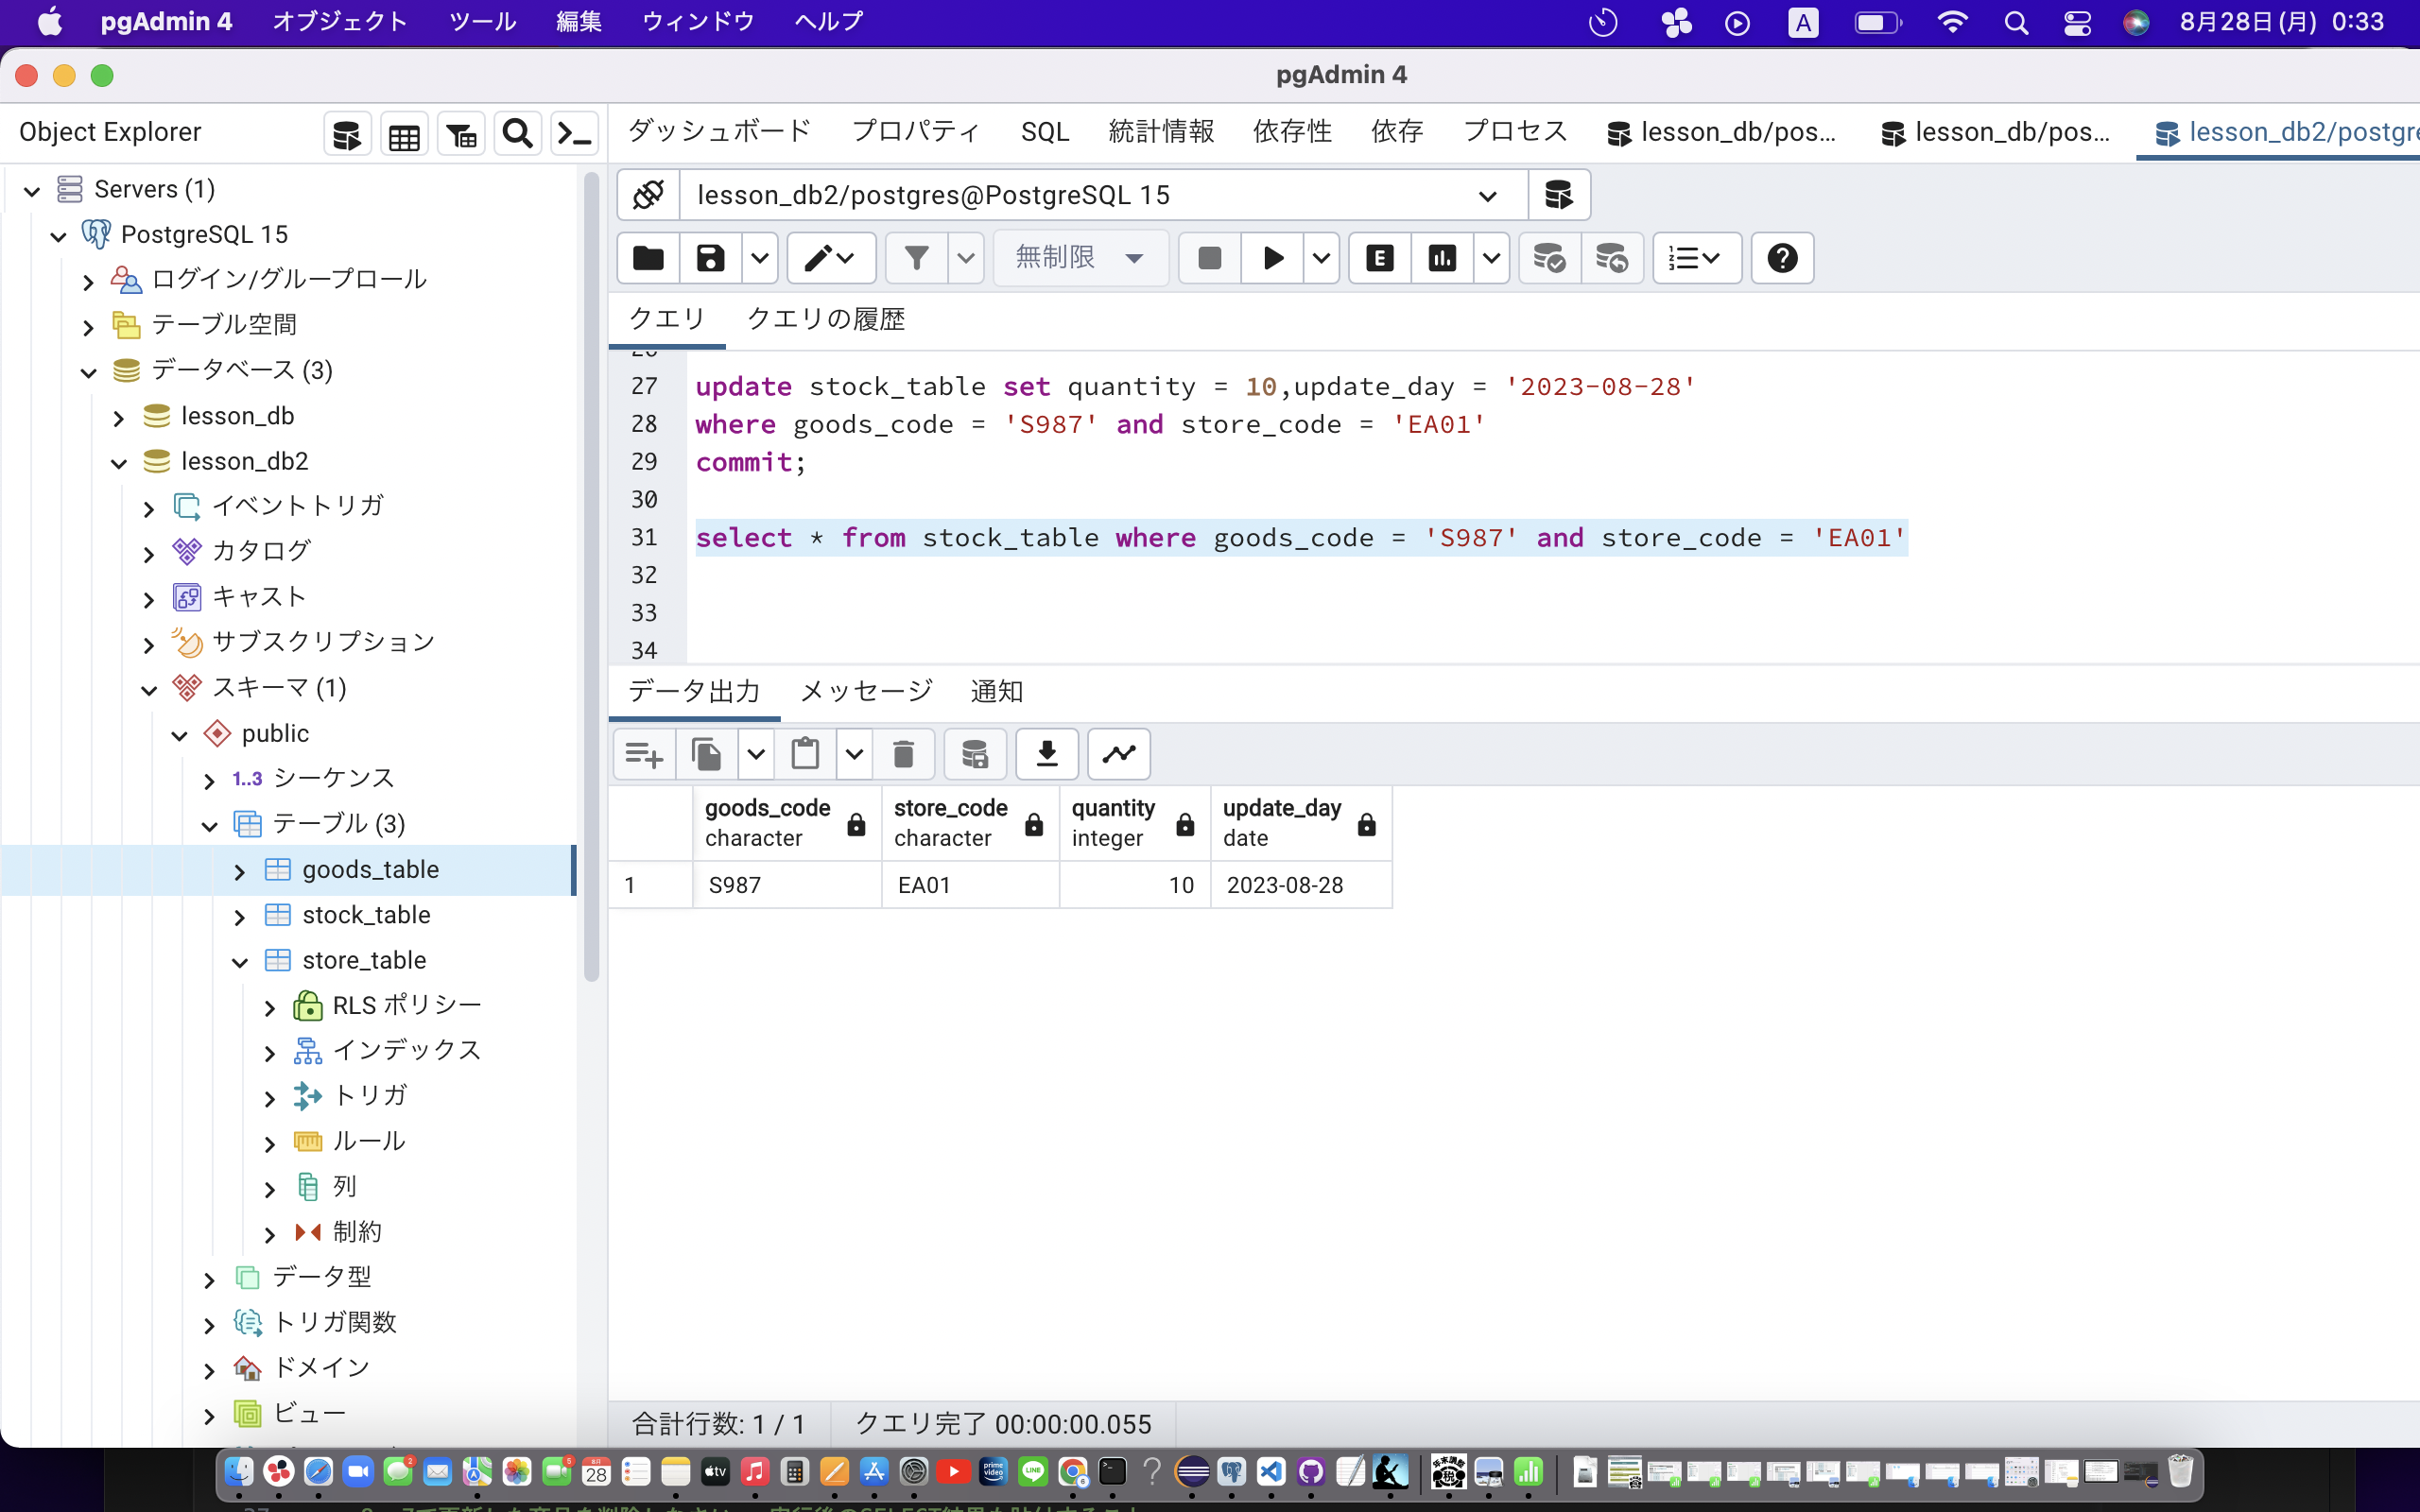 pgAdmin 4 オブジェクト ツール 編集 ウィンドウ ヘルプ A 8月28日(月) 0:33
pgAdmin 4
Object Explorer
ダッシュボード プロパティ SQL 統計情報 依存性 依存 プロセス lesson_db/pos... lesson_db/pos... lesson_db2/postgre
Servers (1)
PostgreSQL 15
ログイン/グループロール
テーブル空間
データベース (3)
lesson_db
lesson_db2
イベントトリガ
カタログ
キャスト
サブスクリプション
スキーマ (1)
public
1..3 シーケンス
テーブル (3)
goods_table
stock_table
store_table
RLS ポリシー
インデックス
トリガ
ルール
列
制約
データ型
トリガ関数
ドメイン
ビュー
lesson_db2/postgres@PostgreSQL 15
無制限 E
クエリ クエリの履歴
27 update stock_table set quantity = 10,update_day = '2023-08-28'
28 where goods_code = 'S987' and store_code = 'EA01'
29 commit;
30
31 select * from stock_table where goods_code = 'S987' and store_code = 'EA01'
32
33
34
データ出力 メッセージ 通知
goods_code store_code quantity update_day
character character integer date
1 S987 EA01 10 2023-08-28
合計行数: 1 / 1 クエリ完了 00:00:00.055